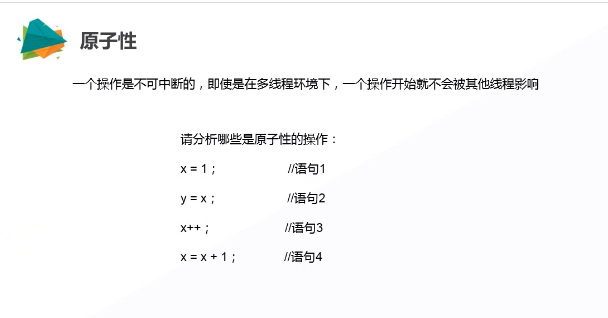 原子性
一个操作是不可中断的，即使是在多线程环境下，一个操作开始就不会被其他线程影响
请分析哪些是原子性的操作：
x = 1； //语句1
y = x； //语句2
x++； //语句3
x = x + 1； //语句4